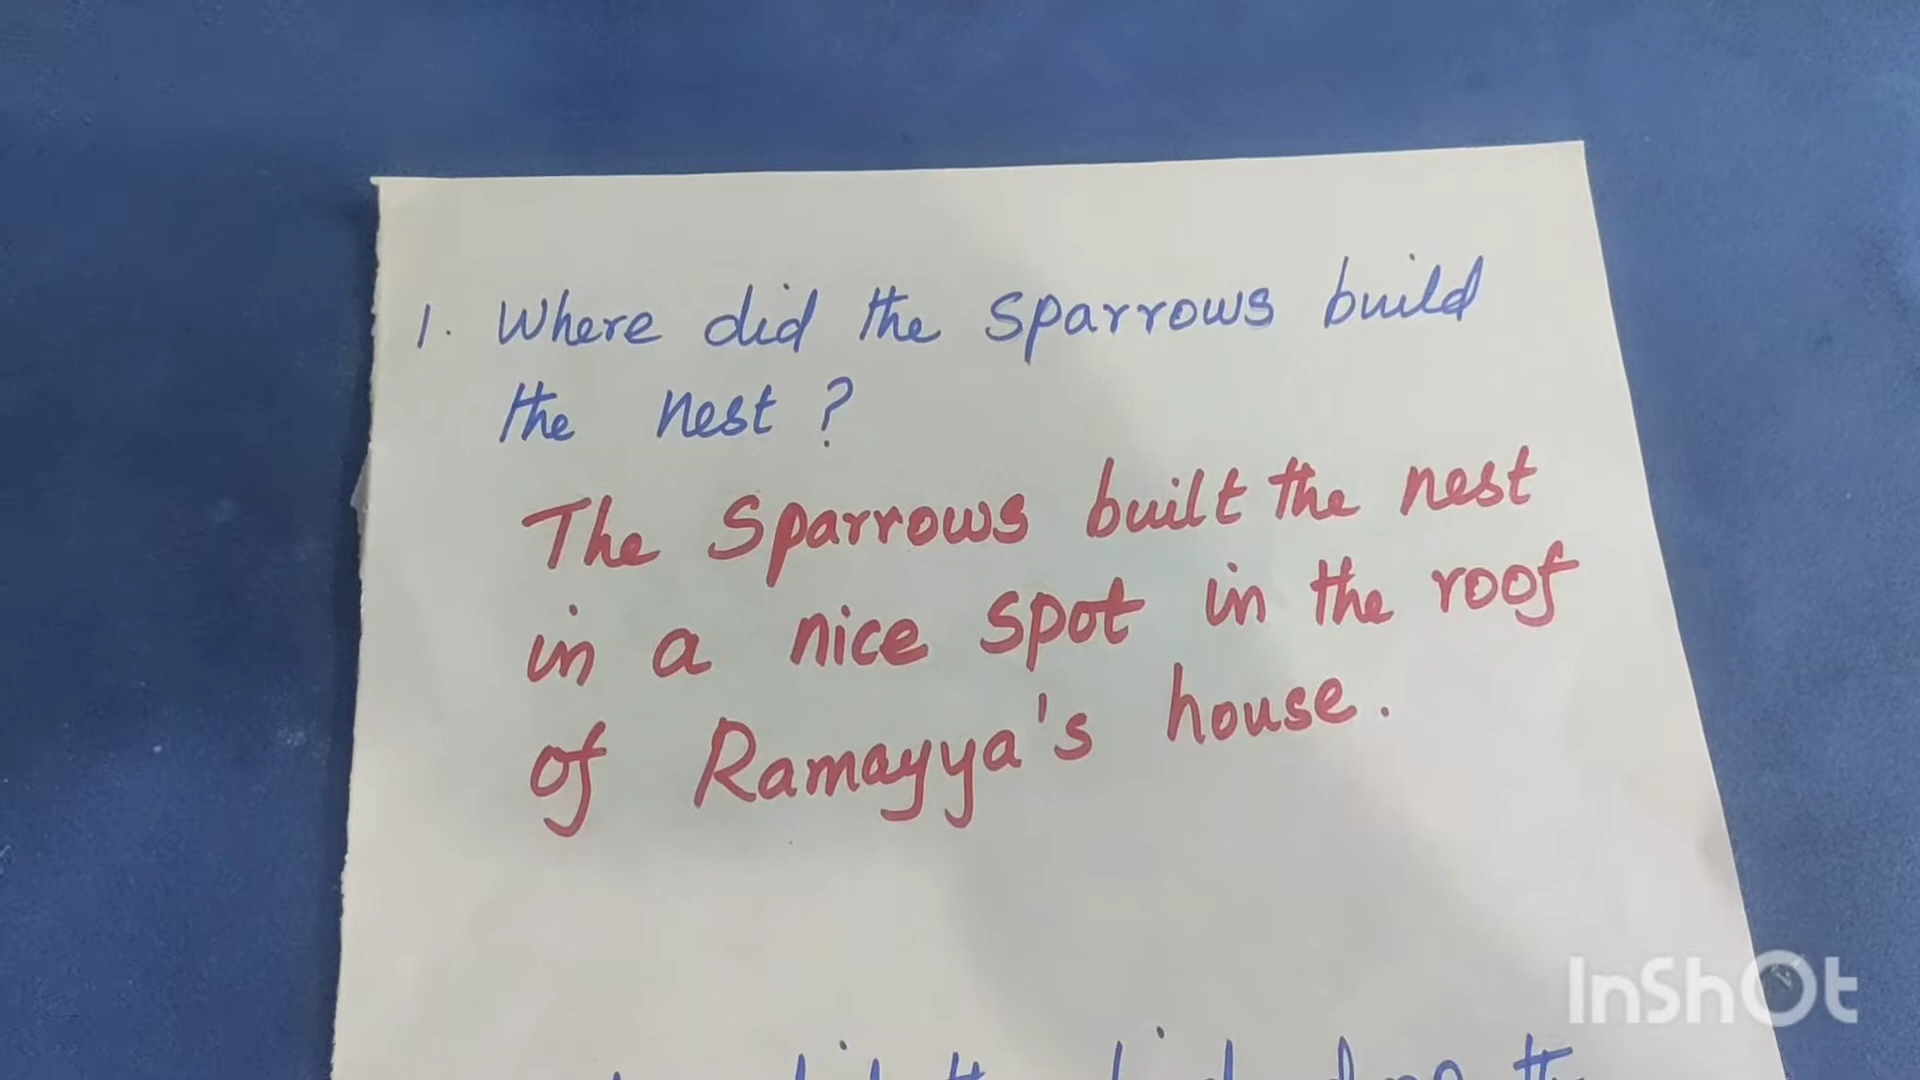 1. Where did the Sparrows build
the nest ?
The Sparrows built the nest
in a nice spot in the roof
of Ramayya's house.
InShOt